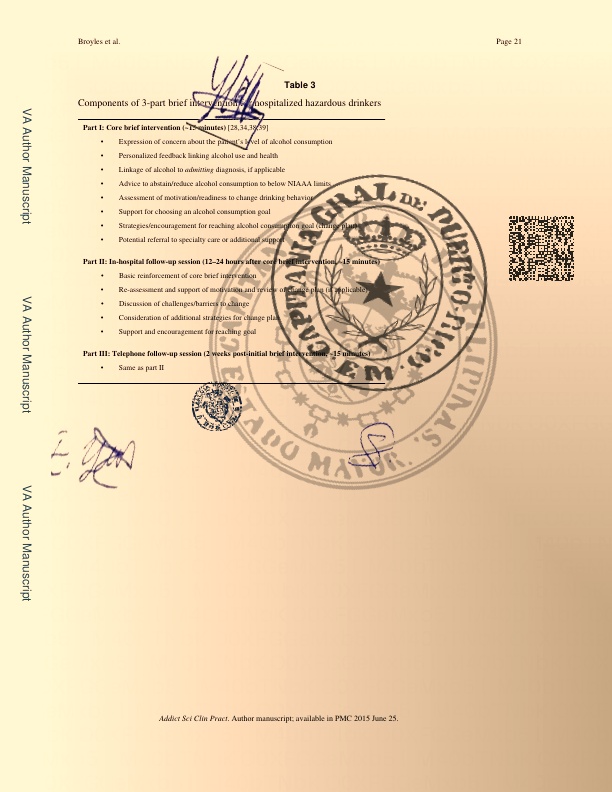 Broyles et al.
Page 21
Table 3
Components of 3-part brief intervention for hospitalized hazardous drinkers
Part I: Core brief intervention (~15 minutes) [28,34,38,39]
• Expression of concern about the patient's level of alcohol consumption
• Personalized feedback linking alcohol use and health
• Linkage of alcohol to admitting diagnosis, if applicable
• Advice to abstain/reduce alcohol consumption to below NIAAA limits
• Assessment of motivation/readiness to change drinking behavior
• Support for choosing an alcohol consumption goal
• Strategies/encouragement for reaching alcohol consumption goal (change plan)
• Potential referral to specialty care or additional support
Part II: In-hospital follow-up session (12–24 hours after core brief intervention, ~15 minutes)
• Basic reinforcement of core brief intervention
• Re-assessment and support of motivation and review of change plan (if applicable)
• Discussion of challenges/barriers to change
• Consideration of additional strategies for change plan
• Support and encouragement for reaching goal
Part III: Telephone follow-up session (2 weeks post-initial brief intervention, ~15 minutes)
• Same as part II
CAPITANIA GRAL DE PUERTO-RICO
E.M.
ESTADO MAYOR.
FILIPINAS
VA Author Manuscript
VA Author Manuscript
VA Author Manuscript
Addict Sci Clin Pract. Author manuscript; available in PMC 2015 June 25.